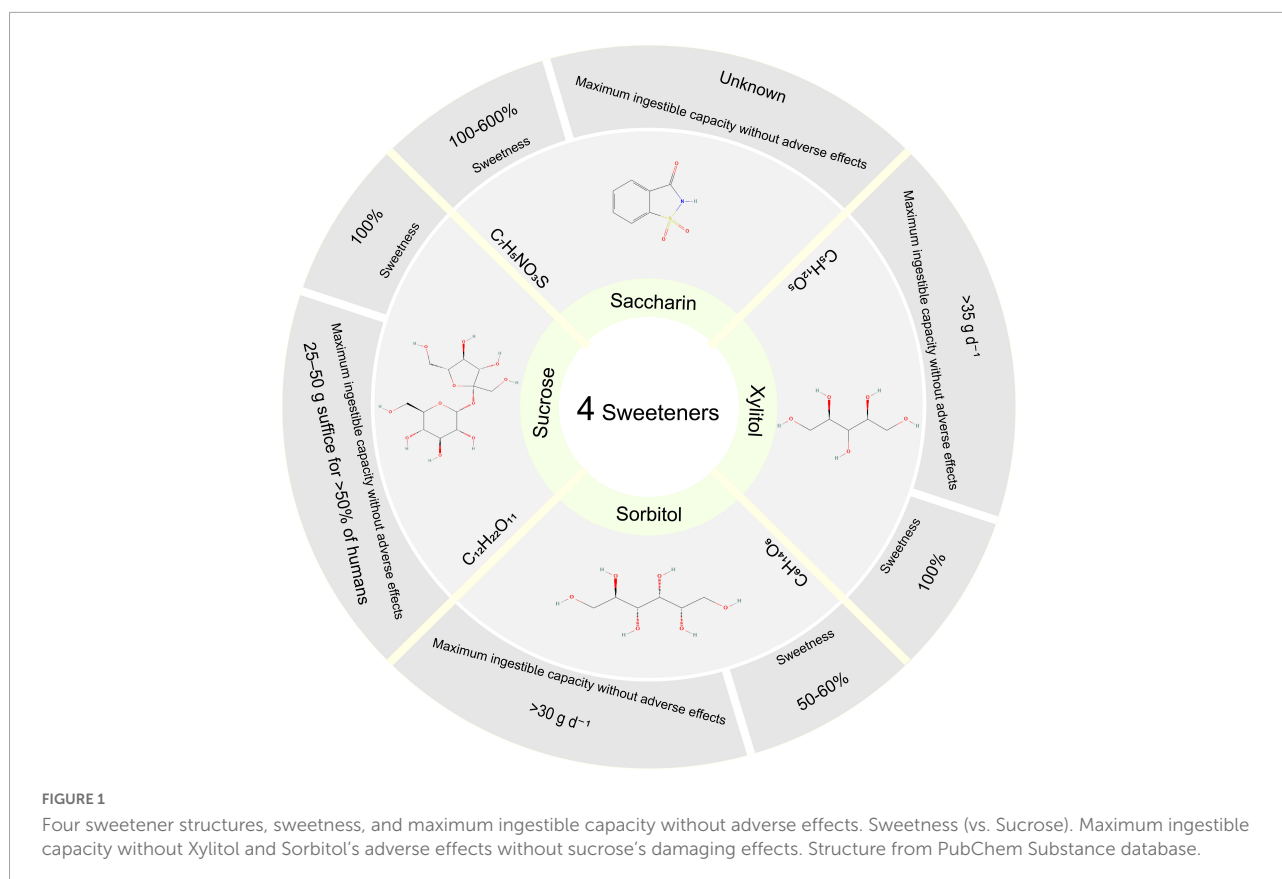 Unknown
Maximum ingestible capacity without adverse effects
100-600%
Sweetness
C₇H₅NO₃S
Saccharin
100%
Sweetness
25–50 g suffice for >50% of humans
Maximum ingestible capacity without adverse effects
C₁₂H₂₂O₁₁
Sucrose
4 Sweeteners
Xylitol
C₅H₁₂O₅
Maximum ingestible capacity without adverse effects
>35 g d⁻¹
Sweetness
100%
Sorbitol
C₆H₁₄O₆
Sweetness
50-60%
Maximum ingestible capacity without adverse effects
>30 g d⁻¹
FIGURE 1
Four sweetener structures, sweetness, and maximum ingestible capacity without adverse effects. Sweetness (vs. Sucrose). Maximum ingestible
capacity without Xylitol and Sorbitol’s adverse effects without sucrose’s damaging effects. Structure from PubChem Substance database.